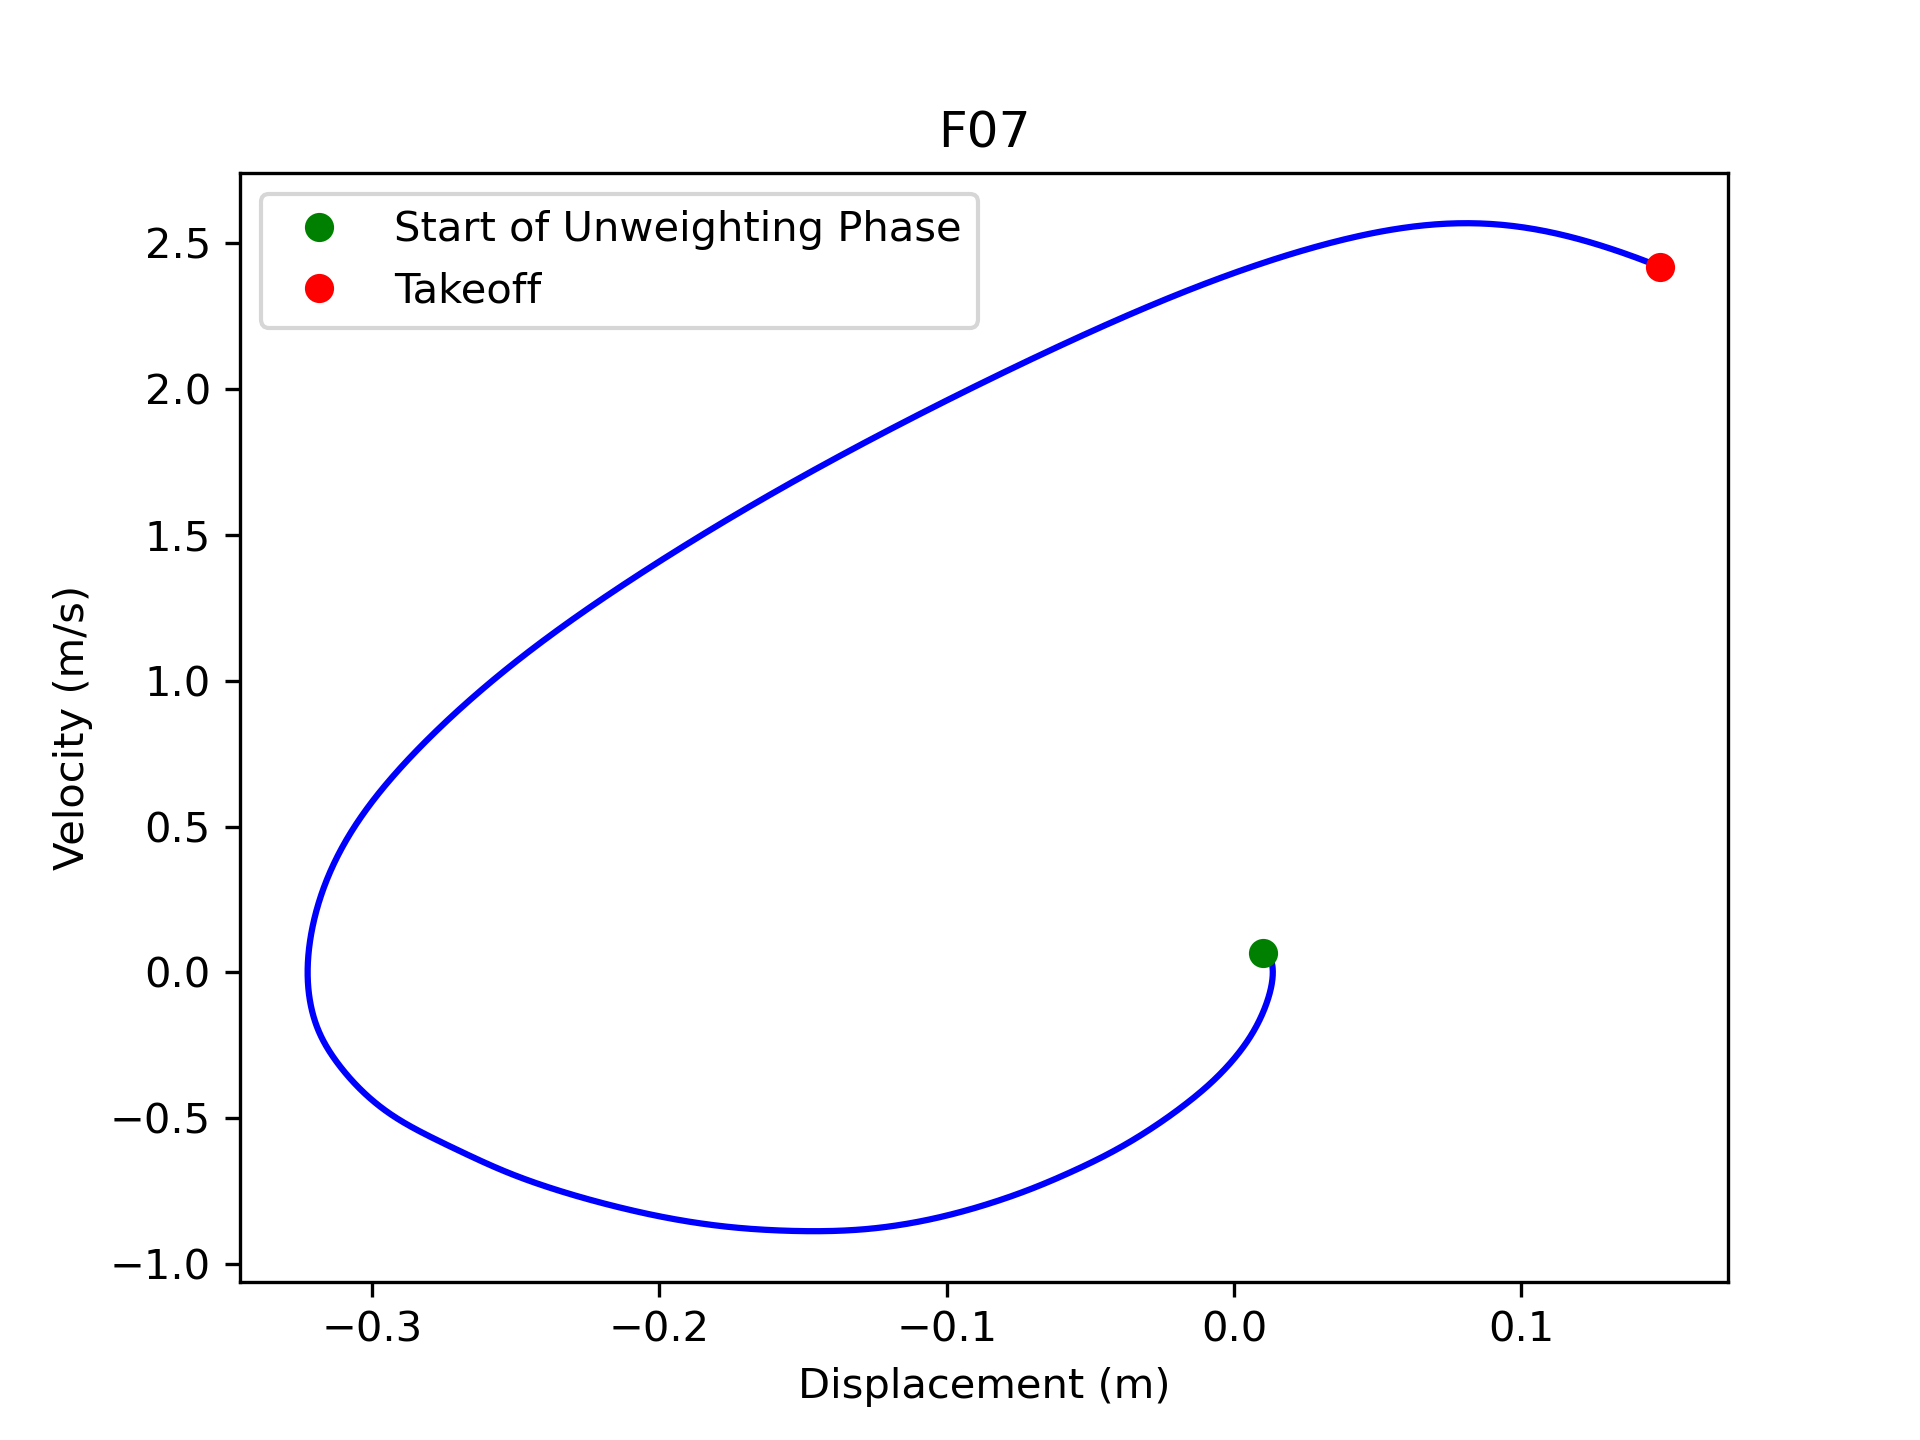 F07
Start of Unweighting Phase
Takeoff
2.5
2.0
1.5
1.0
0.5
0.0
−0.5
−1.0
Velocity (m/s)
−0.3
−0.2
−0.1
0.0
0.1
Displacement (m)